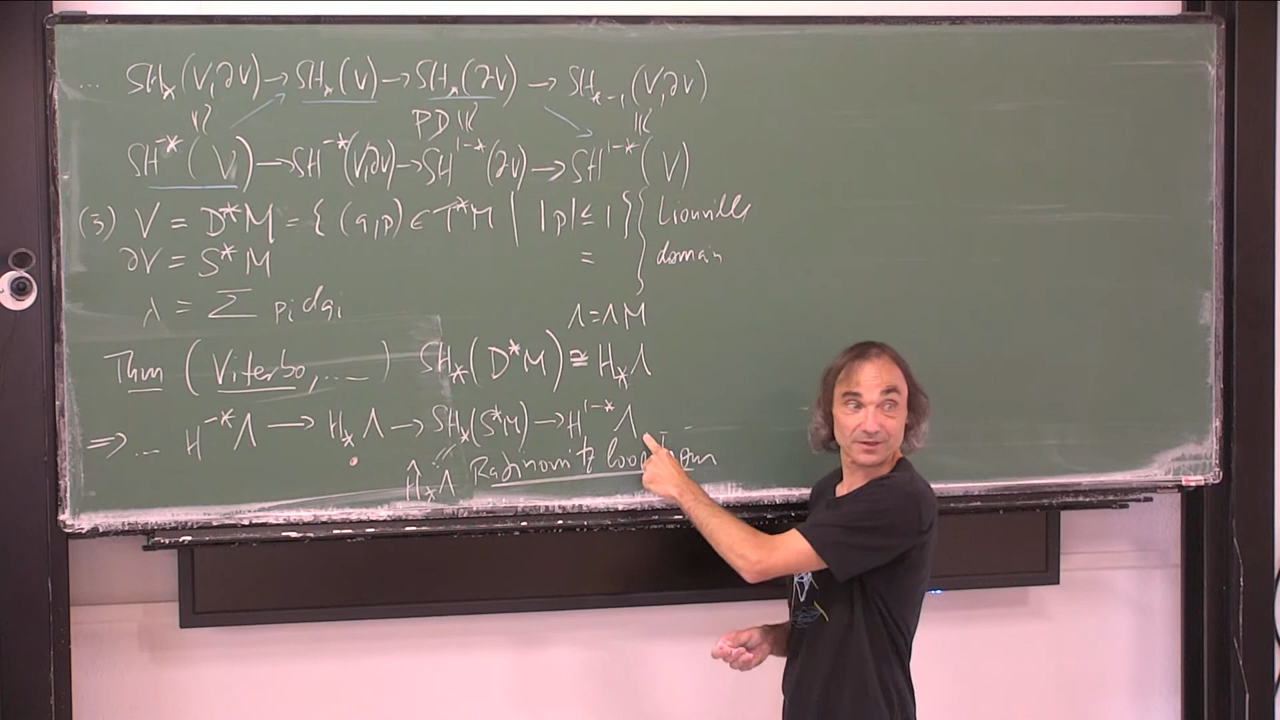 ... SH_*(V,∂V) → SH_*(V) → SH_*(∂V) → SH_{*-1}(V,∂V)
PD
SH^{-*}(V) → SH^{-*}(V,∂V) → SH^{1-*}(∂V) → SH^{1-*}(V)
(3) V = D*M = { (q,p) ∈ T*M | |p| ≤ 1 } Liouville
∂V = S*M = domain
λ = Σ p_i dq_i
Λ = ΛM
Thm (Viterbo, ...) SH_*(D*M) ≅ H_*Λ
⇒ ... H^{-*}Λ → H_*Λ → SH_*(S*M) → H^{1-*}Λ
Ĥ_*Λ Rabinowitz loop